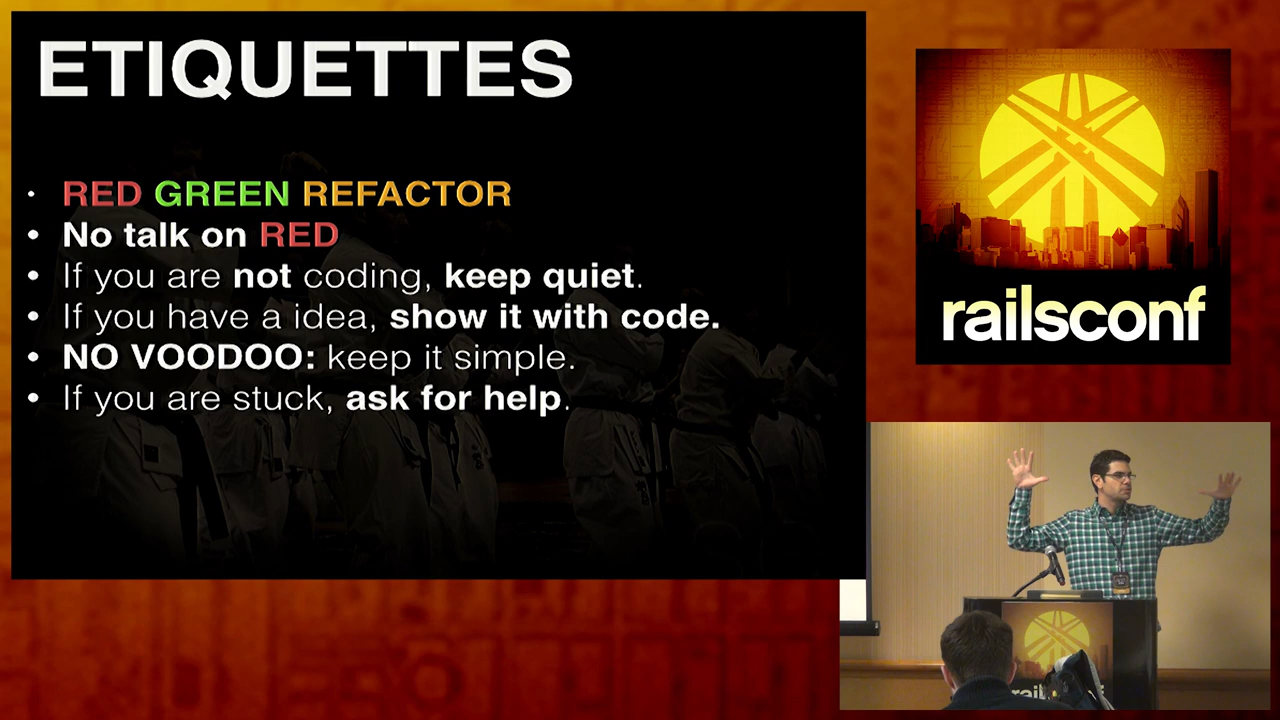 ETIQUETTES
· RED GREEN REFACTOR
• No talk on RED
• If you are not coding, keep quiet.
• If you have a idea, show it with code.
• NO VOODOO: keep it simple.
• If you are stuck, ask for help.
railsconf